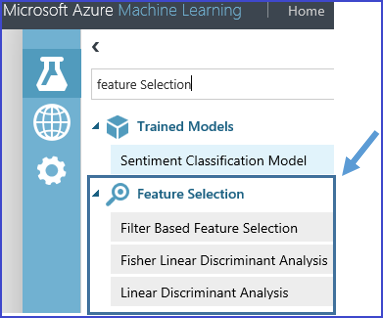 Microsoft Azure Machine Learning Home
feature Selection
Trained Models
Sentiment Classification Model
Feature Selection
Filter Based Feature Selection
Fisher Linear Discriminant Analysis
Linear Discriminant Analysis